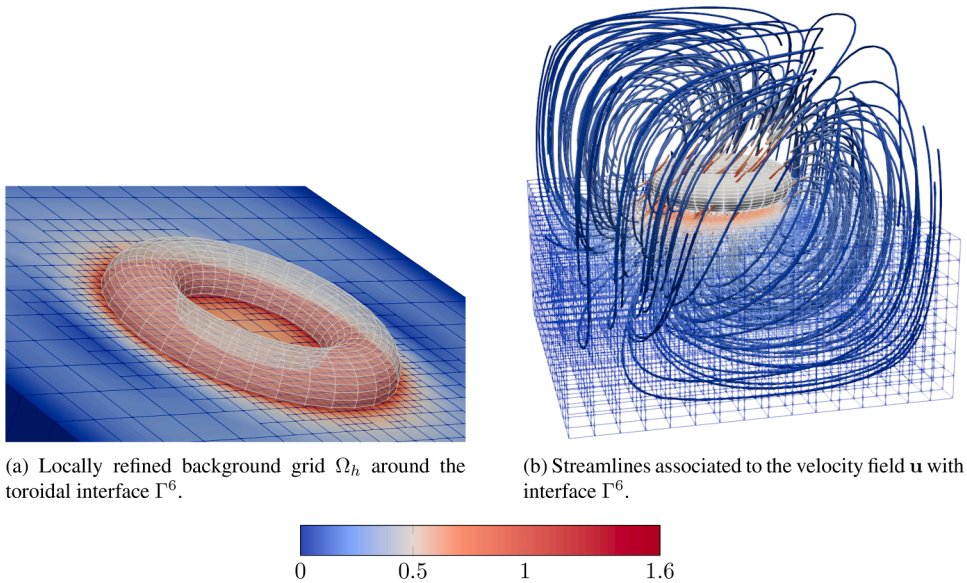 (a) Locally refined background grid Ωₕ around the
toroidal interface Γ⁶.
(b) Streamlines associated to the velocity field u with
interface Γ⁶.
0 0.5 1 1.6